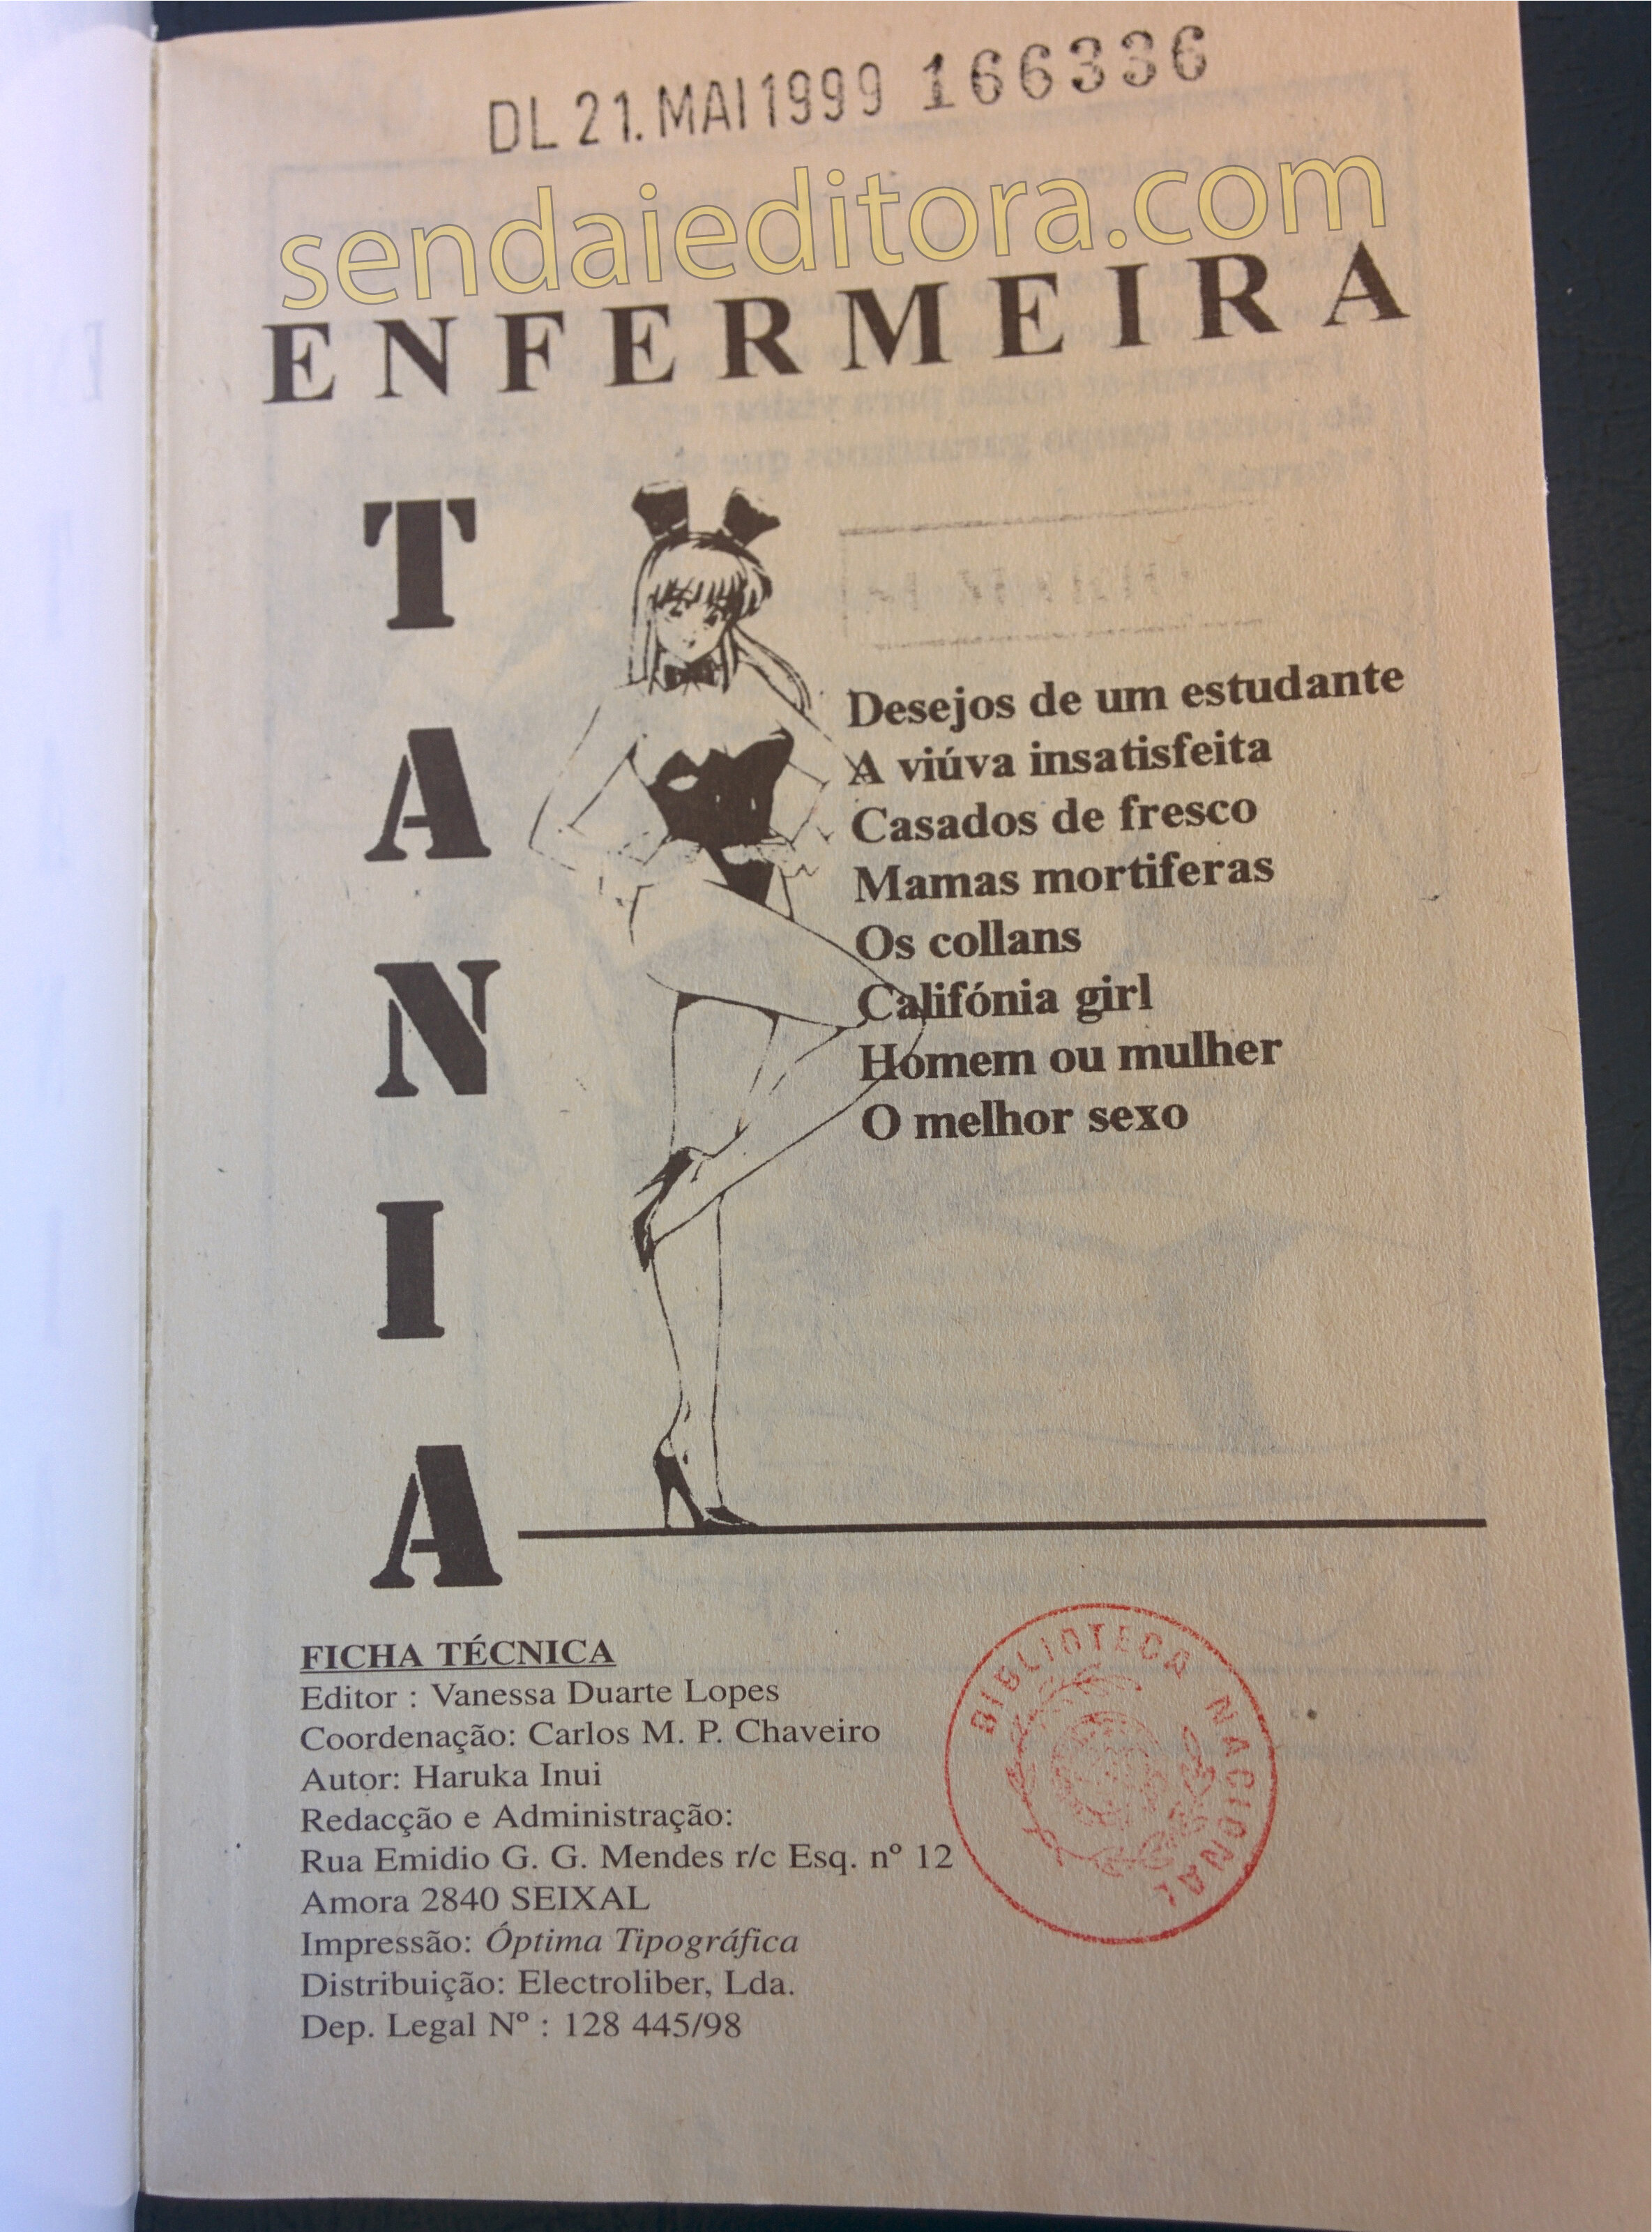 DL 21. MAI 1999 166336
sendaieditora.com
ENFERMEIRA
TANIA
Desejos de um estudante
A viúva insatisfeita
Casados de fresco
Mamas mortiferas
Os collans
Califónia girl
Homem ou mulher
O melhor sexo
FICHA TÉCNICA
Editor : Vanessa Duarte Lopes
Coordenação: Carlos M. P. Chaveiro
Autor: Haruka Inui
Redacção e Administração:
Rua Emidio G. G. Mendes r/c Esq. nº 12
Amora 2840 SEIXAL
Impressão: Óptima Tipográfica
Distribuição: Electroliber, Lda.
Dep. Legal Nº : 128 445/98
BIBLIOTECA NACIONAL